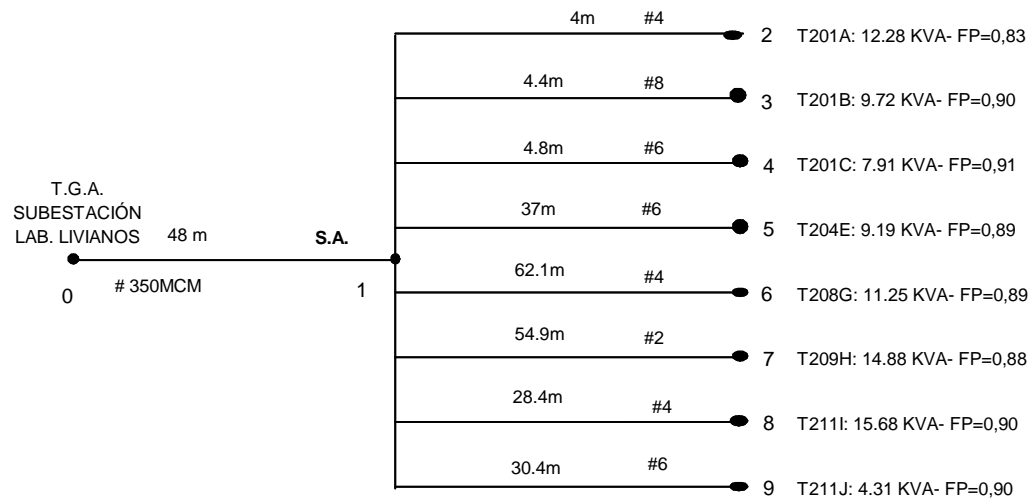 4m #4
2 T201A: 12.28 KVA- FP=0,83
4.4m #8
3 T201B: 9.72 KVA- FP=0,90
4.8m #6
4 T201C: 7.91 KVA- FP=0,91
T.G.A.
SUBESTACIÓN
LAB. LIVIANOS
48 m
S.A.
0
# 350MCM
1
37m #6
5 T204E: 9.19 KVA- FP=0,89
62.1m #4
6 T208G: 11.25 KVA- FP=0,89
54.9m #2
7 T209H: 14.88 KVA- FP=0,88
28.4m #4
8 T211I: 15.68 KVA- FP=0,90
30.4m #6
9 T211J: 4.31 KVA- FP=0,90